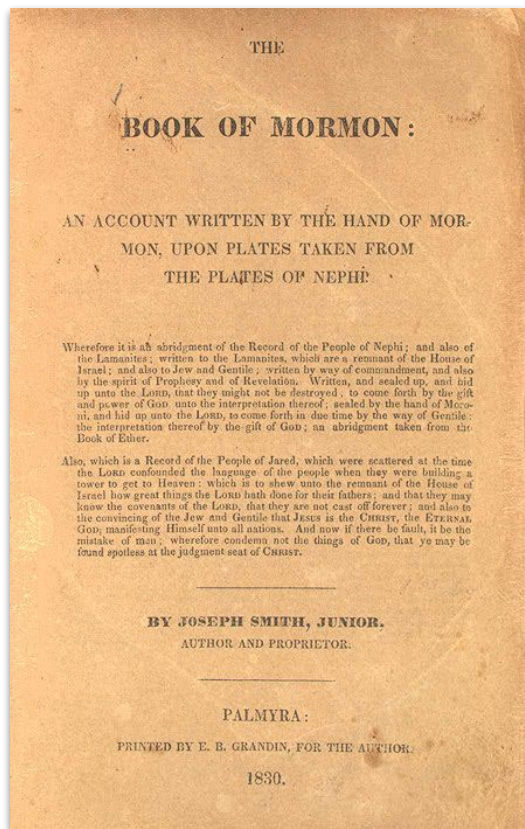 THE
BOOK OF MORMON:
AN ACCOUNT WRITTEN BY THE HAND OF MOR-
MON, UPON PLATES TAKEN FROM
THE PLATES OF NEPHI.
Wherefore it is an abridgment of the Record of the People of Nephi; and also of
the Lamanites; written to the Lamanites, which are a remnant of the House of
Israel; and also to Jew and Gentile; written by way of commandment, and also
by the spirit of Prophesy and of Revelation. Written, and sealed up, and hid
up unto the LORD, that they might not be destroyed; to come forth by the gift
and power of GOD, unto the interpretation thereof; sealed by the hand of Moro-
ni, and hid up unto the LORD, to come forth in due time by the way of Gentile;
the interpretation thereof by the gift of GOD; an abridgment taken from the
Book of Ether.
Also, which is a Record of the People of Jared, which were scattered at the time
the LORD confounded the language of the people when they were building a
tower to get to Heaven: which is to shew unto the remnant of the House of
Israel how great things the LORD hath done for their fathers; and that they may
know the covenants of the LORD, that they are not cast off forever; and also to
the convincing of the Jew and Gentile that JESUS is the CHRIST, the ETERNAL
GOD, manifesting Himself unto all nations. And now if there be fault, it be the
mistake of men; wherefore condemn not the things of GOD, that ye may be
found spotless at the judgment seat of CHRIST.
BY JOSEPH SMITH, JUNIOR,
AUTHOR AND PROPRIETOR.
PALMYRA:
PRINTED BY E. B. GRANDIN, FOR THE AUTHOR.
1830.